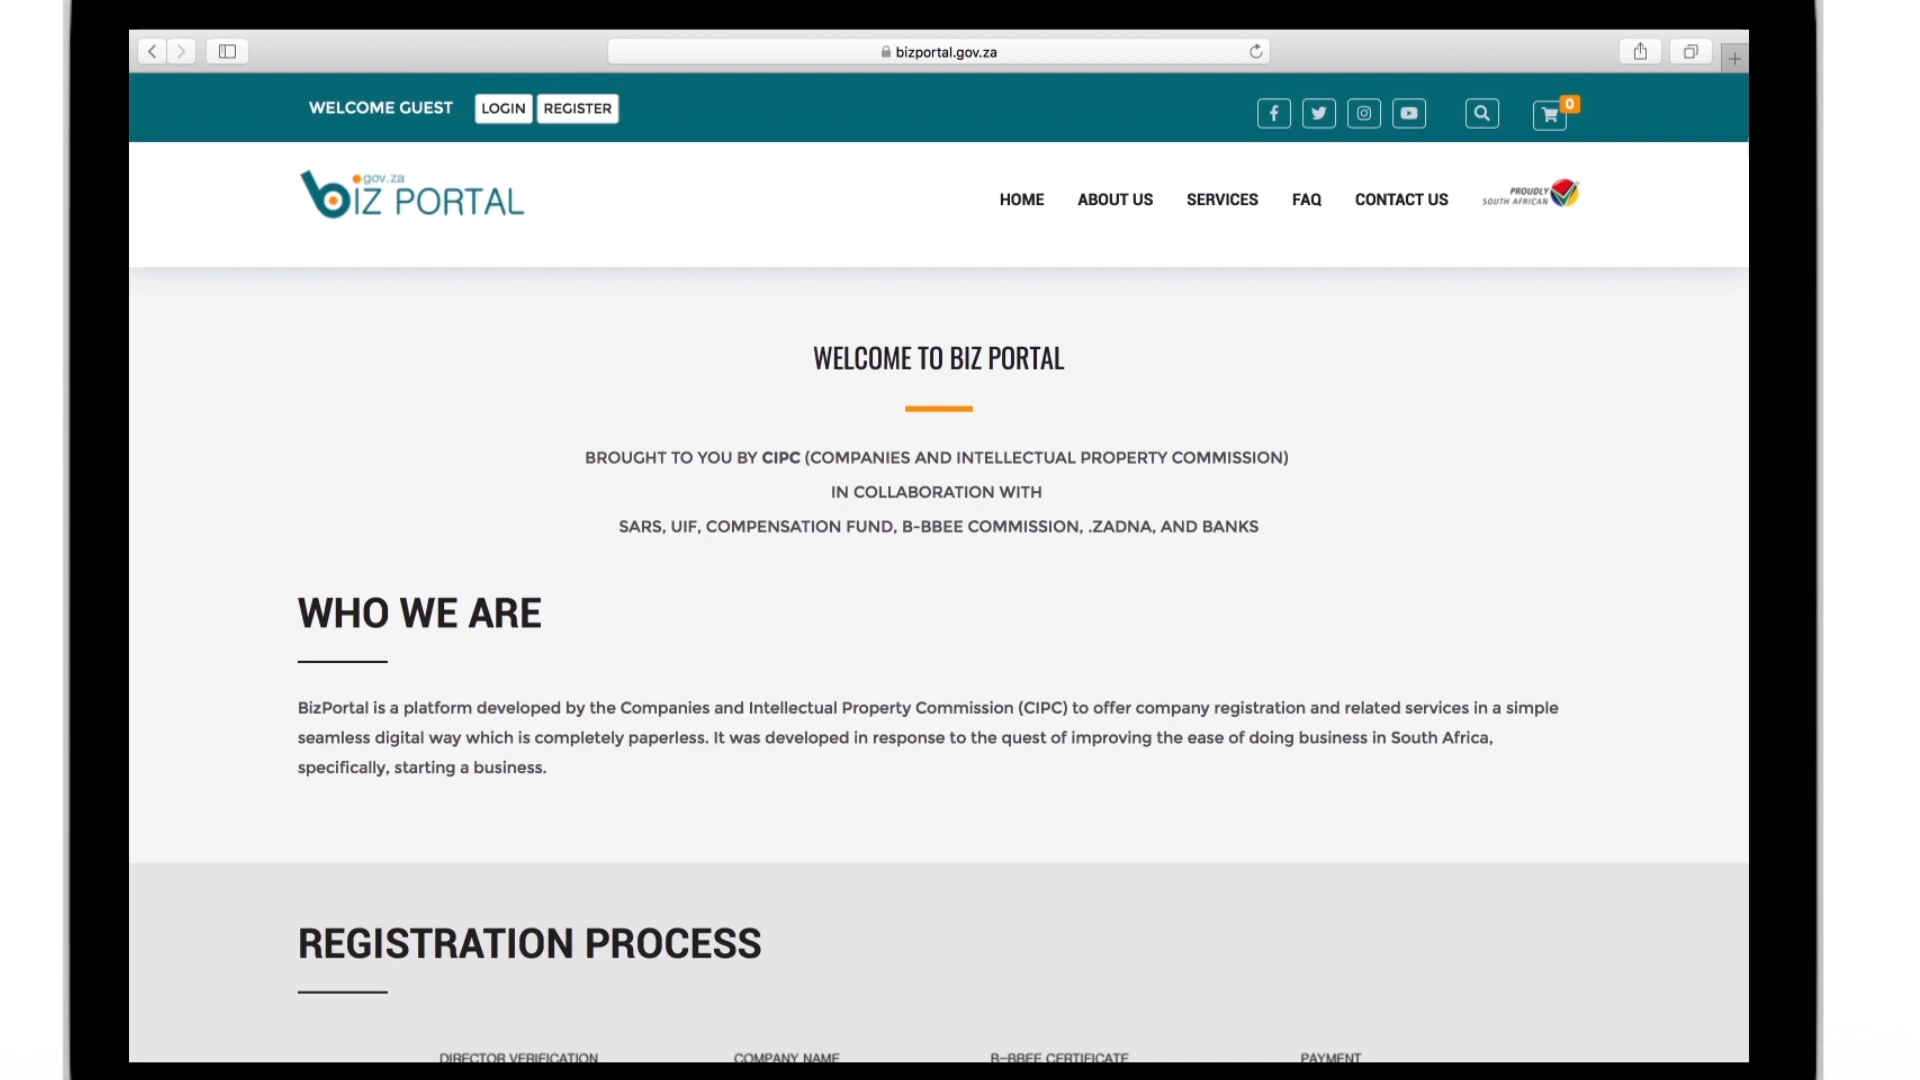 bizportal.gov.za
WELCOME GUEST LOGIN REGISTER
0
gov.za
biz PORTAL
HOME ABOUT US SERVICES FAQ CONTACT US
PROUDLY
SOUTH AFRICAN
WELCOME TO BIZ PORTAL
BROUGHT TO YOU BY CIPC (COMPANIES AND INTELLECTUAL PROPERTY COMMISSION)
IN COLLABORATION WITH
SARS, UIF, COMPENSATION FUND, B-BBEE COMMISSION, .ZADNA, AND BANKS
WHO WE ARE
BizPortal is a platform developed by the Companies and Intellectual Property Commission (CIPC) to offer company registration and related services in a simple
seamless digital way which is completely paperless. It was developed in response to the quest of improving the ease of doing business in South Africa,
specifically, starting a business.
REGISTRATION PROCESS
DIRECTOR VERIFICATION COMPANY NAME B-BBEE CERTIFICATE PAYMENT